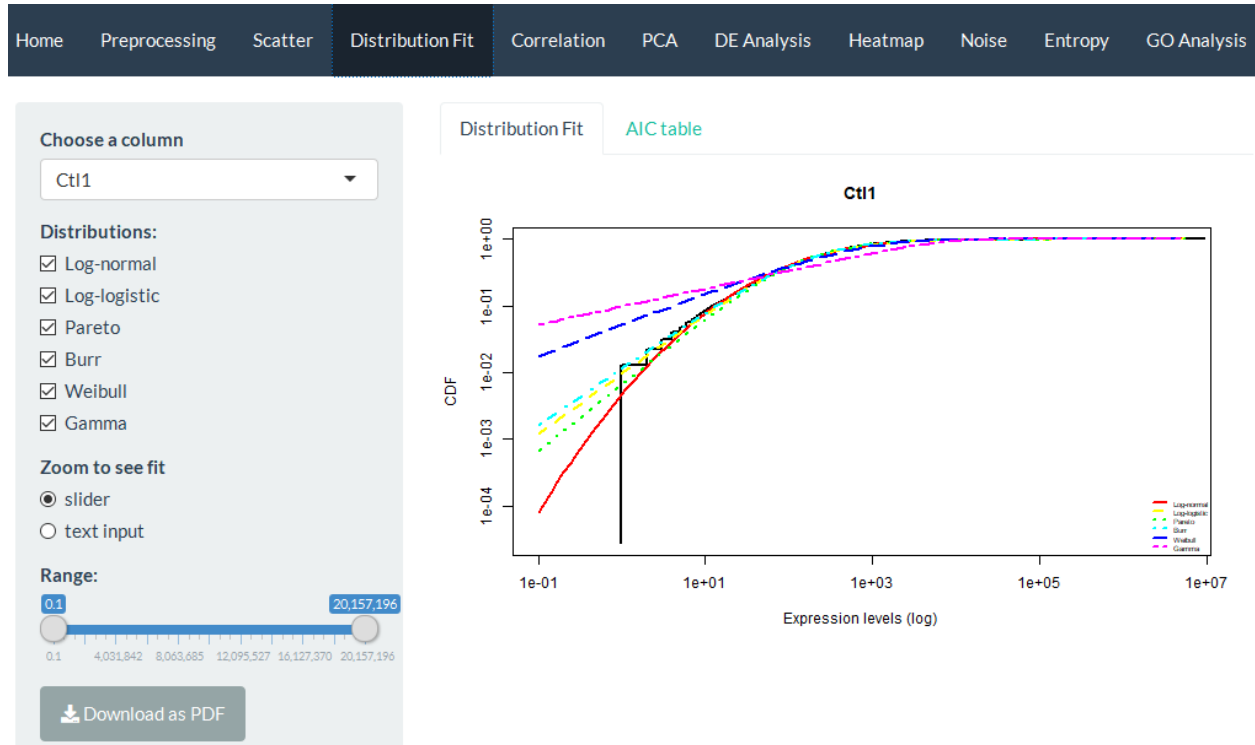 Home Preprocessing Scatter Distribution Fit Correlation PCA DE Analysis Heatmap Noise Entropy GO Analysis
Choose a column
Ctl1
Distributions:
Log-normal
Log-logistic
Pareto
Burr
Weibull
Gamma
Zoom to see fit
slider
text input
Range:
0.1 20,157,196
0.1 4,031,842 8,063,685 12,095,527 16,127,370 20,157,196
Download as PDF
Distribution Fit AIC table
Ctl1
CDF
1e+00
1e-01
1e-02
1e-03
1e-04
Log-normal
Log-logistic
Pareto
Burr
Weibull
Gamma
1e-01 1e+01 1e+03 1e+05 1e+07
Expression levels (log)